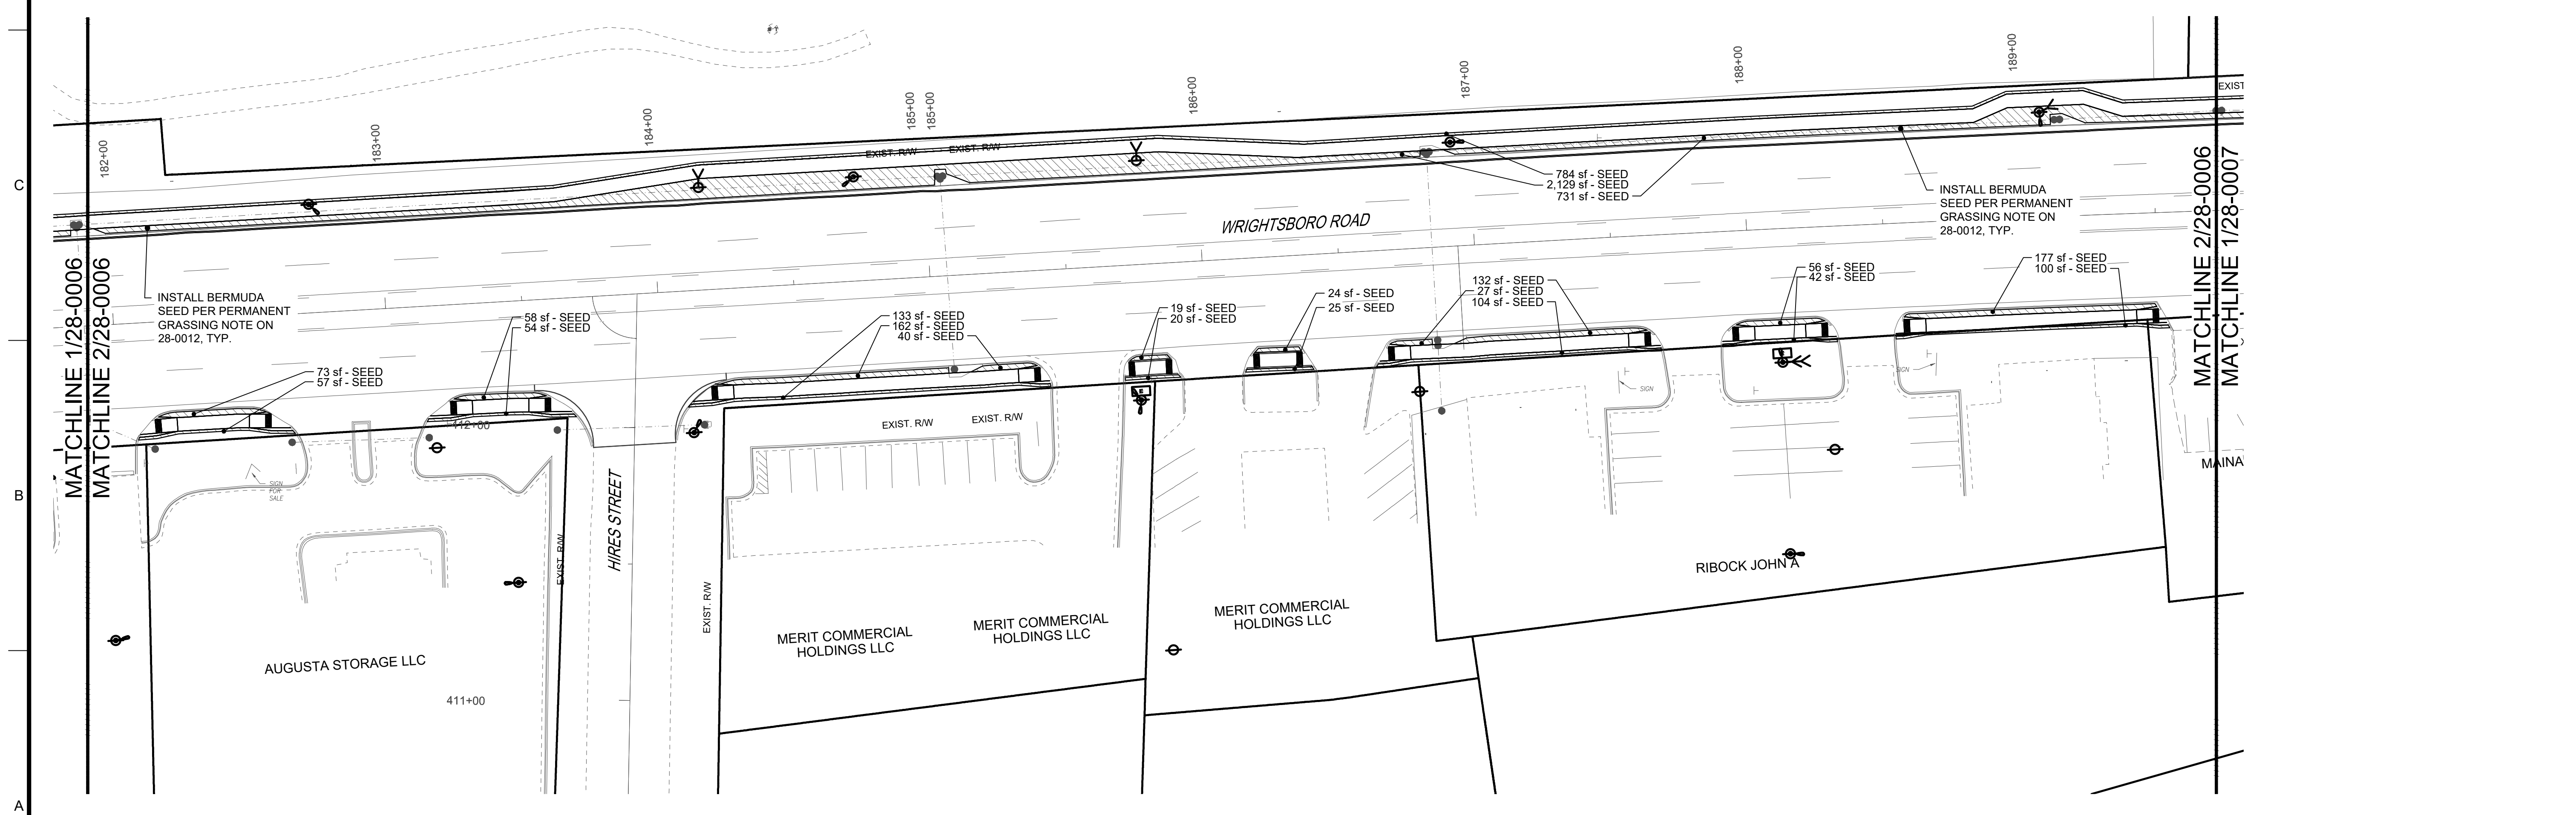 C
B
A
MATCHLINE 1/28-0006
MATCHLINE 2/28-0006
182+00
183+00
184+00
185+00
185+00
186+00
187+00
188+00
189+00
EXIST
EXIST. R/W
EXIST. R/W
784 sf - SEED
2,129 sf - SEED
731 sf - SEED
INSTALL BERMUDA
SEED PER PERMANENT
GRASSING NOTE ON
28-0012, TYP.
MATCHLINE 2/28-0006
MATCHLINE 1/28-0007
WRIGHTSBORO ROAD
INSTALL BERMUDA
SEED PER PERMANENT
GRASSING NOTE ON
28-0012, TYP.
73 sf - SEED
57 sf - SEED
58 sf - SEED
54 sf - SEED
133 sf - SEED
162 sf - SEED
40 sf - SEED
19 sf - SEED
20 sf - SEED
24 sf - SEED
25 sf - SEED
132 sf - SEED
27 sf - SEED
104 sf - SEED
56 sf - SEED
42 sf - SEED
177 sf - SEED
100 sf - SEED
SIGN
SIGN
412+00
EXIST. R/W
EXIST. R/W
SIGN
FOR
SALE
HIRES STREET
EXIST. R/W
EXIST. R/W
MAINA
RIBOCK JOHN A
MERIT COMMERCIAL
HOLDINGS LLC
MERIT COMMERCIAL
HOLDINGS LLC
MERIT COMMERCIAL
HOLDINGS LLC
AUGUSTA STORAGE LLC
411+00